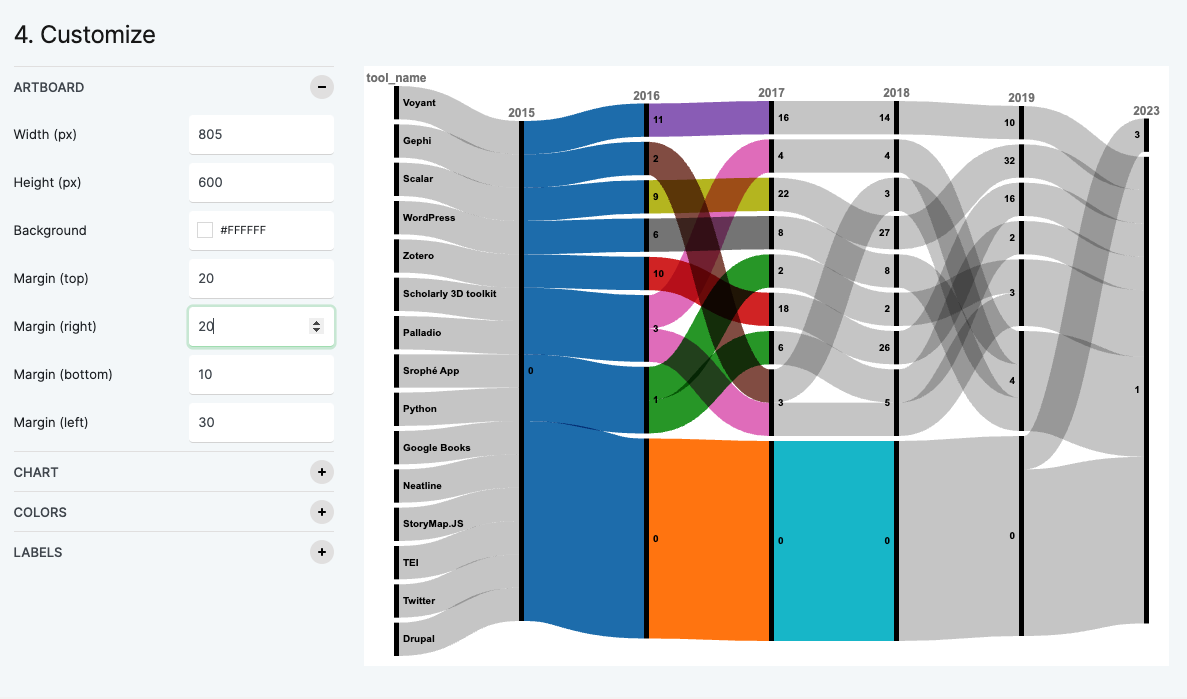 4. Customize
ARTBOARD
Width (px)
805
Height (px)
600
Background
#FFFFFF
Margin (top)
20
Margin (right)
20
Margin (bottom)
10
Margin (left)
30
CHART
COLORS
LABELS
tool_name
Voyant
Gephi
Scalar
WordPress
Zotero
Scholarly 3D toolkit
Palladio
Srophé App
Python
Google Books
Neatline
StoryMap.JS
TEI
Twitter
Drupal
2015
0
2016
11
2
9
6
10
3
1
0
2017
16
4
22
8
2
18
6
3
0
2018
14
4
3
27
8
2
26
5
0
2019
10
32
16
2
3
4
0
2023
3
1